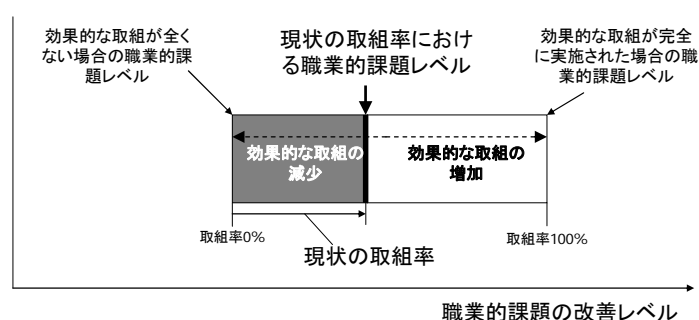 効果的な取組が全く
ない場合の職業的課
題レベル
現状の取組率におけ
る職業的課題レベル
効果的な取組が完全
に実施された場合の職
業的課題レベル
効果的な取組の
減少
効果的な取組の
増加
取組率0%
取組率100%
現状の取組率
職業的課題の改善レベル